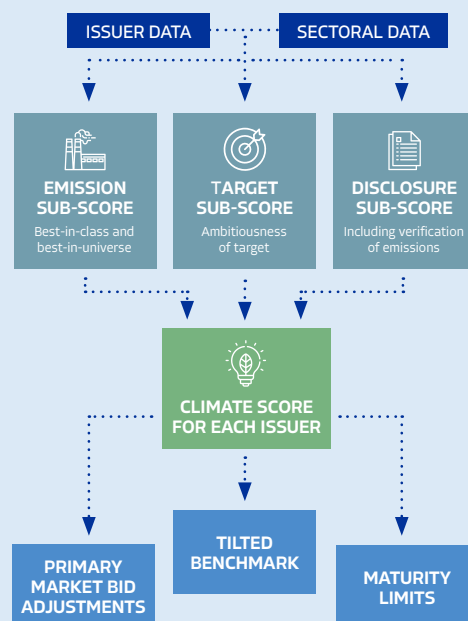 ISSUER DATA
SECTORAL DATA
EMISSION
SUB-SCORE
Best-in-class and
best-in-universe
TARGET
SUB-SCORE
Ambitiousness
of target
DISCLOSURE
SUB-SCORE
Including verification
of emissions
CLIMATE SCORE
FOR EACH ISSUER
PRIMARY
MARKET BID
ADJUSTMENTS
TILTED
BENCHMARK
MATURITY
LIMITS